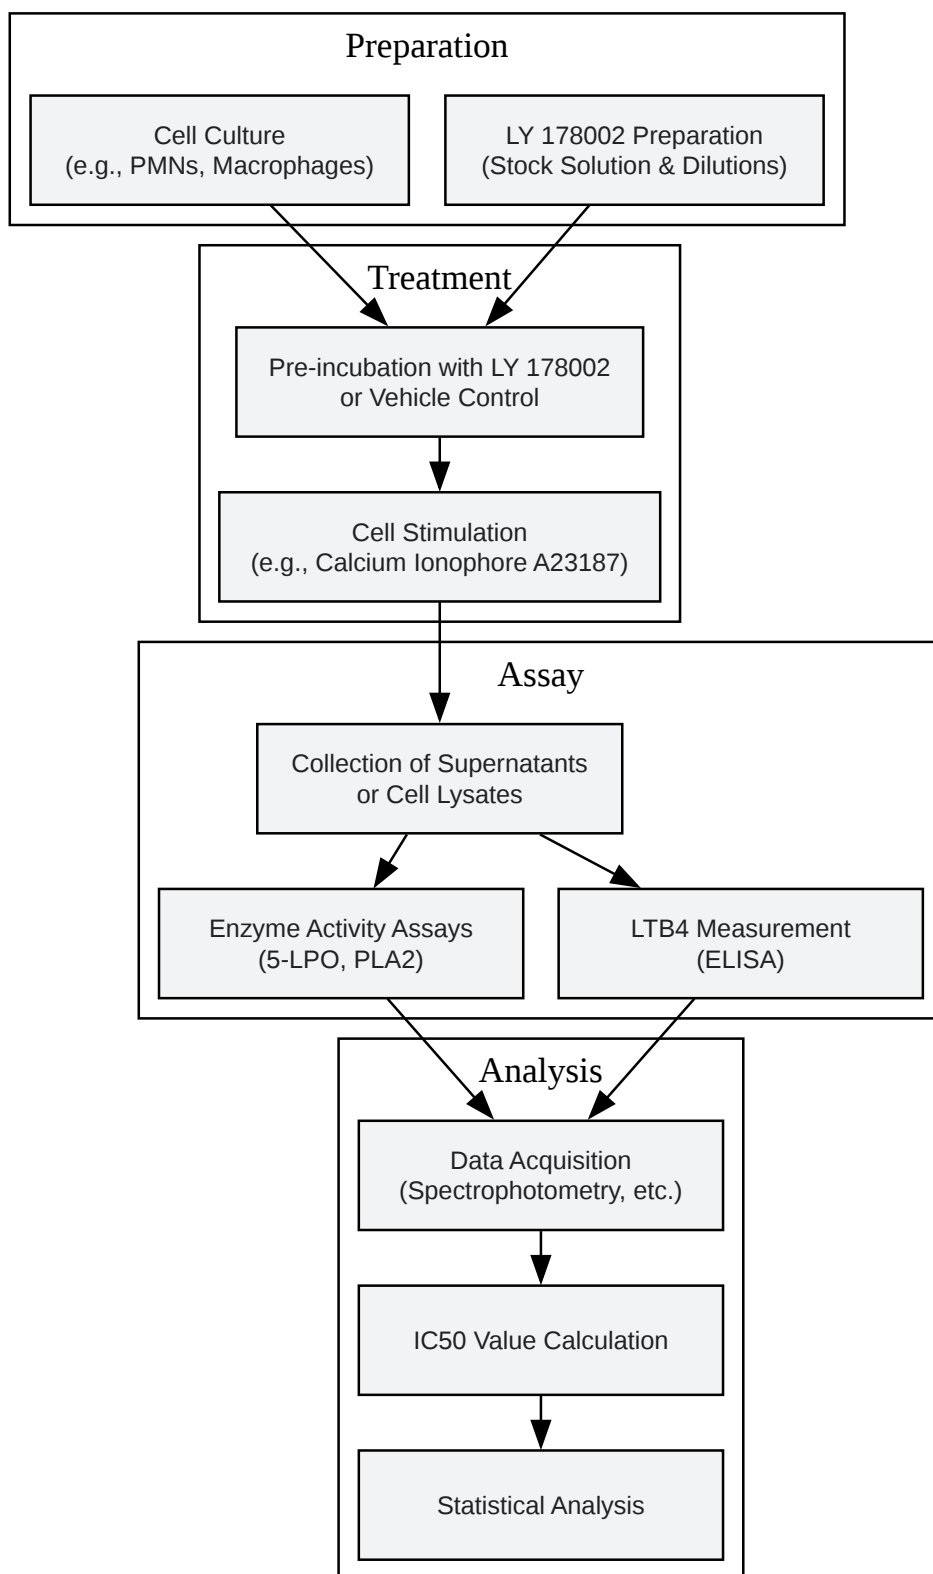 Preparation
Cell Culture
(e.g., PMNs, Macrophages)
LY 178002 Preparation
(Stock Solution & Dilutions)
Treatment
Pre-incubation with LY 178002
or Vehicle Control
Cell Stimulation
(e.g., Calcium Ionophore A23187)
Assay
Collection of Supernatants
or Cell Lysates
Enzyme Activity Assays
(5-LPO, PLA2)
LTB4 Measurement
(ELISA)
Analysis
Data Acquisition
(Spectrophotometry, etc.)
IC50 Value Calculation
Statistical Analysis